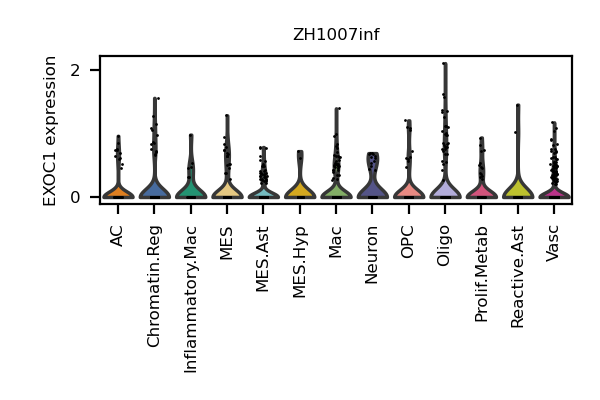 ZH1007inf
EXOC1 expression
2
0
AC
Chromatin.Reg
Inflammatory.Mac
MES
MES.Ast
MES.Hyp
Mac
Neuron
OPC
Oligo
Prolif.Metab
Reactive.Ast
Vasc